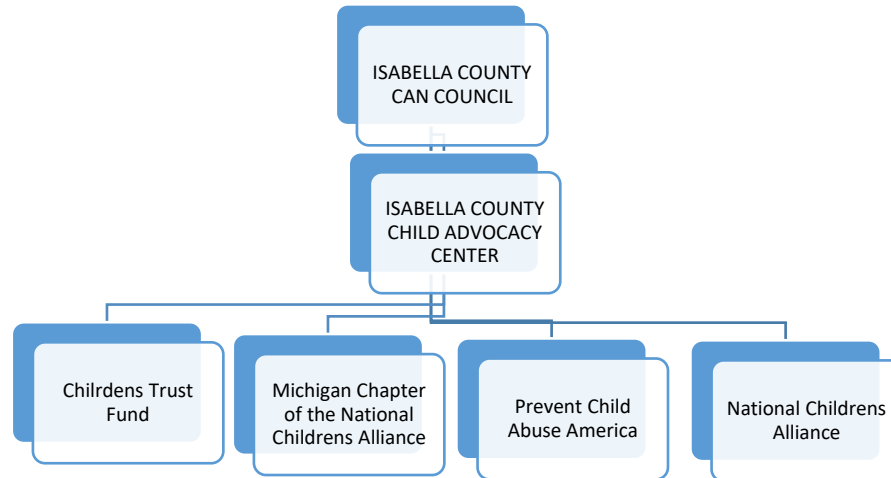 ISABELLA COUNTY
CAN COUNCIL
ISABELLA COUNTY
CHILD ADVOCACY
CENTER
Chilrdens Trust
Fund
Michigan Chapter
of the National
Childrens Alliance
Prevent Child
Abuse America
National Childrens
Alliance